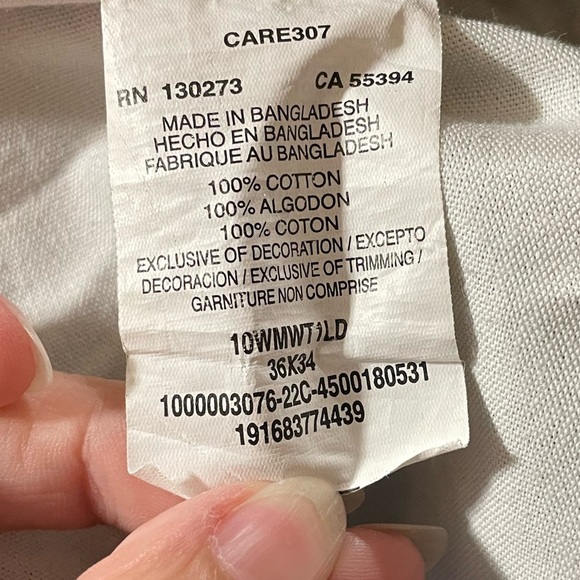 CARE307
RN 130273 CA 55394
MADE IN BANGLADESH
HECHO EN BANGLADESH
FABRIQUE AU BANGLADESH
100% COTTON
100% ALGODON
100% COTON
EXCLUSIVE OF DECORATION / EXCEPTO
DECORACION / EXCLUSIVE OF TRIMMING /
GARNITURE NON COMPRISE
36X34
1000003076-22C-4500180531
191683774439